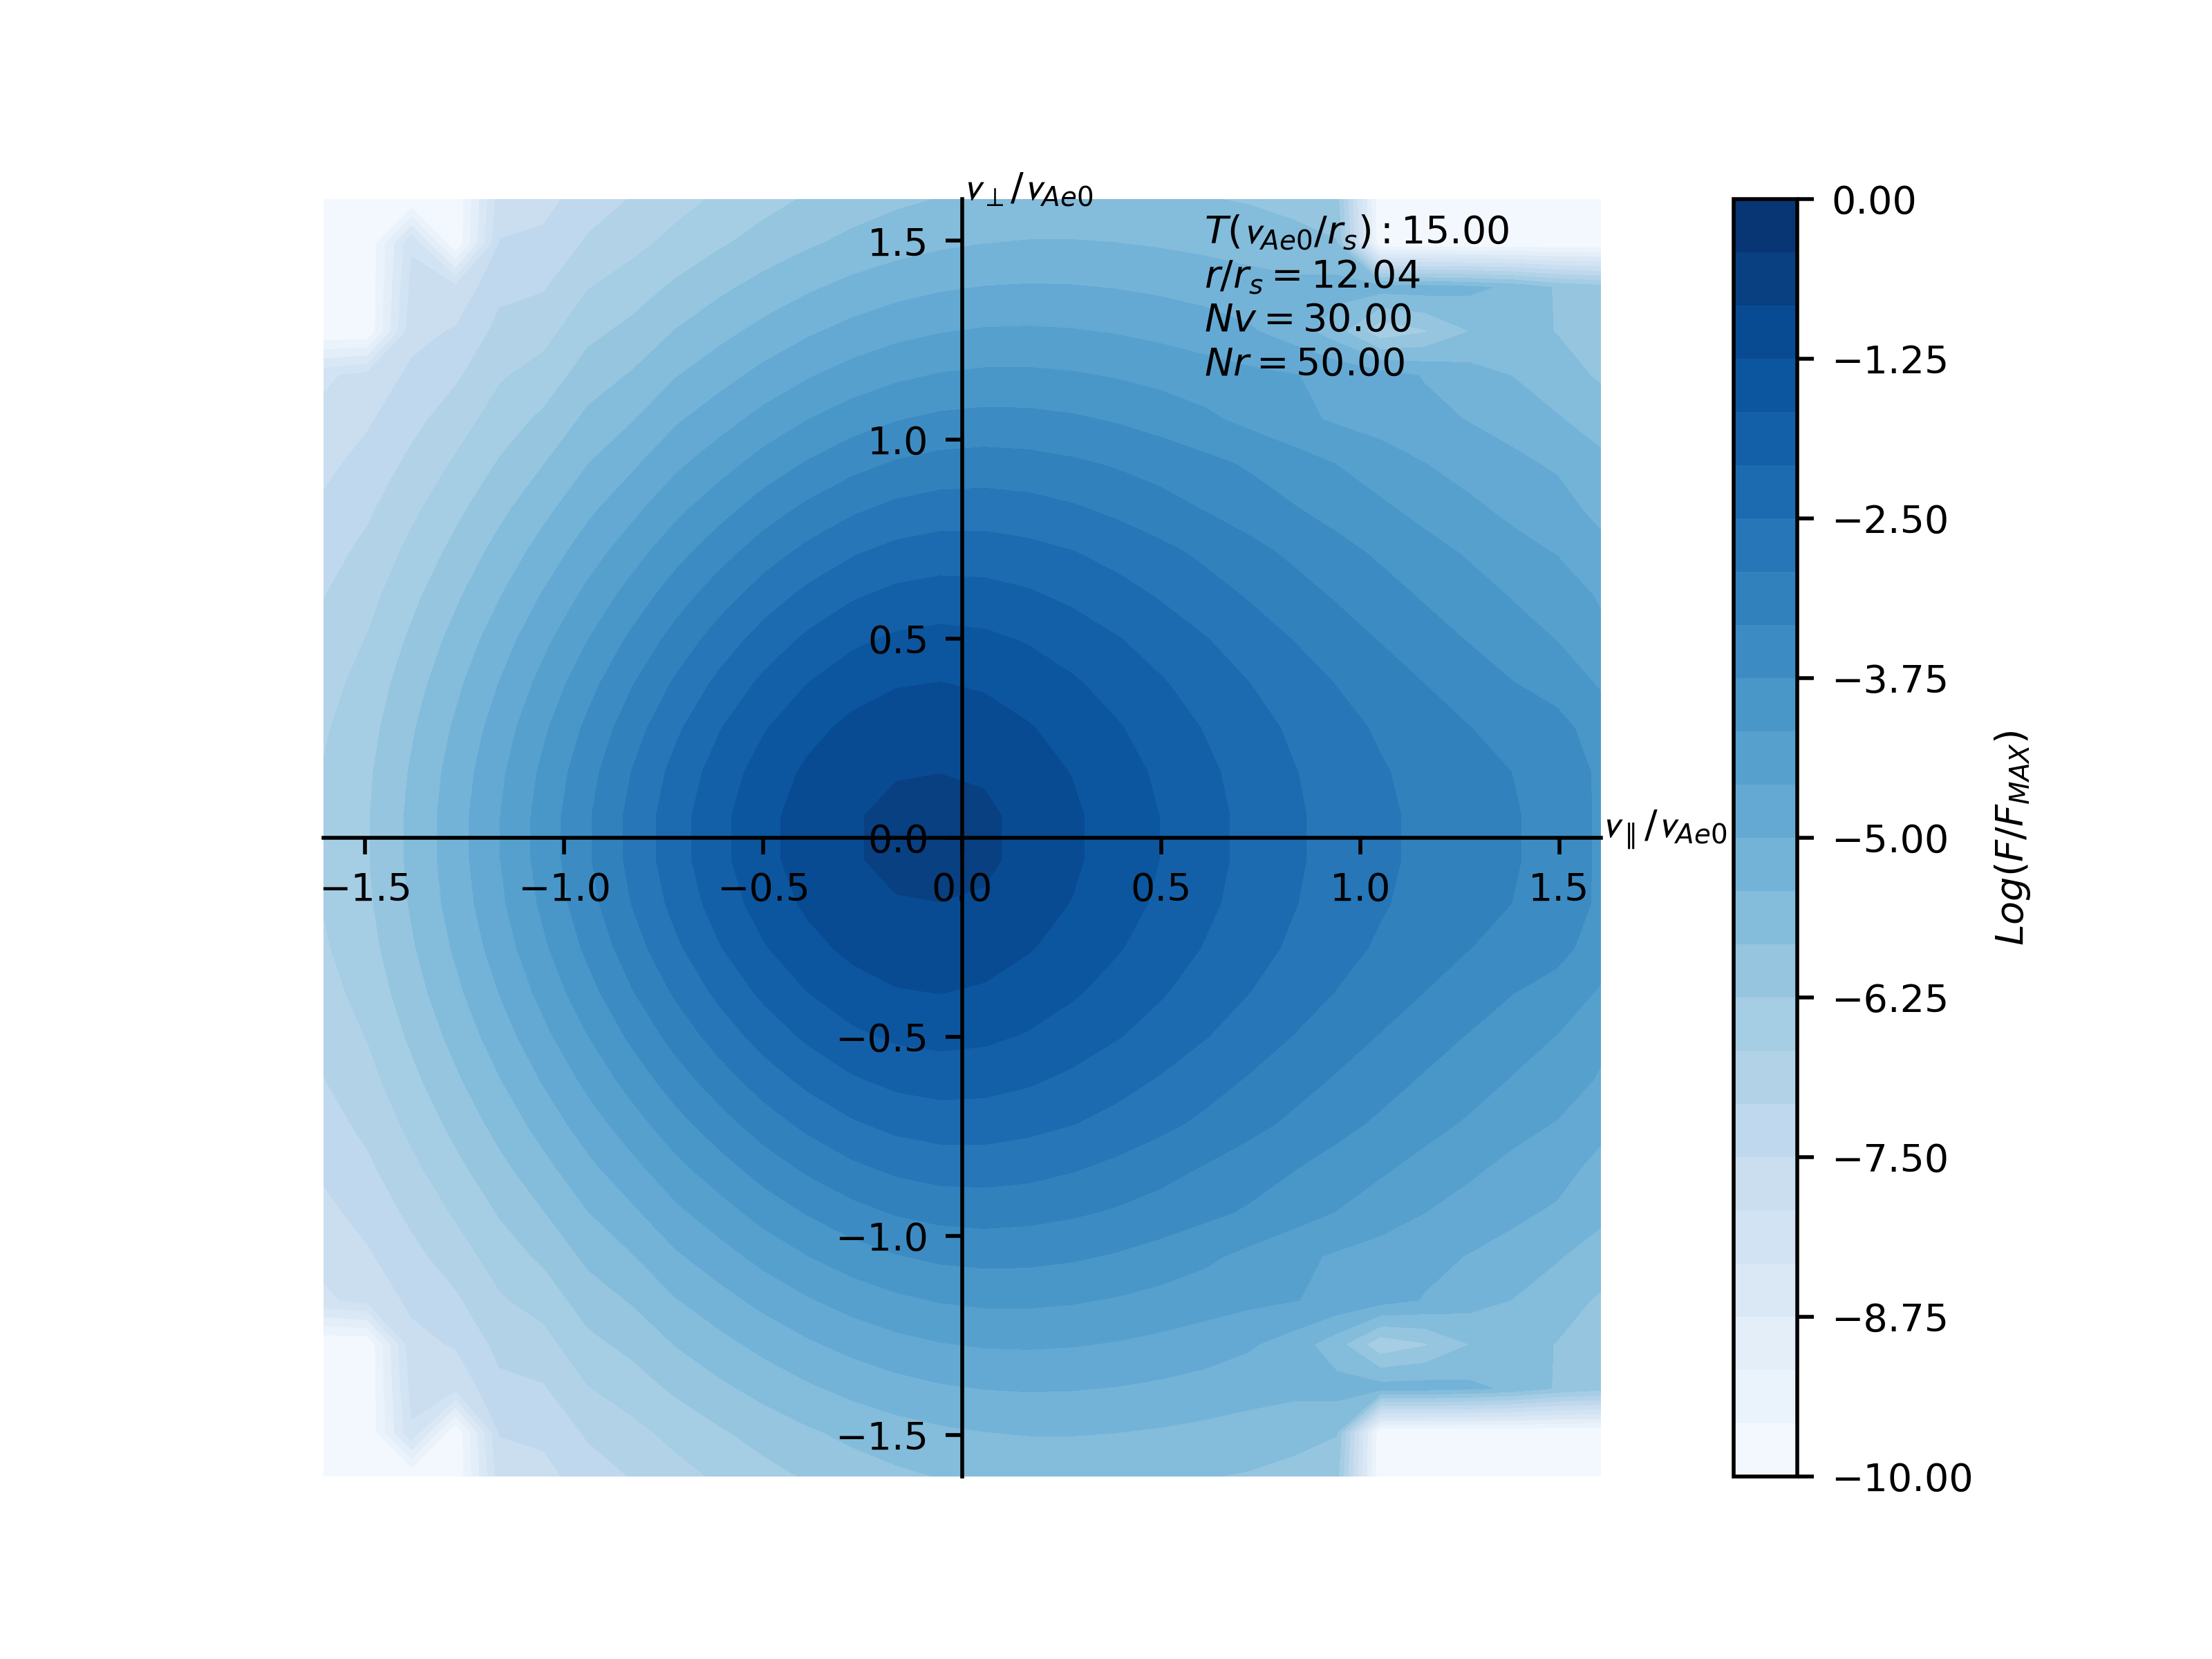 v⊥/vAe0
T(vAe0/rs) : 15.00
r/rs = 12.04
Nv = 30.00
Nr = 50.00
1.5
1.0
0.5
0.0
−0.5
−1.0
−1.5
−1.5 −1.0 −0.5 0.0 0.5 1.0 1.5
v∥/vAe0
0.00
−1.25
−2.50
−3.75
−5.00
−6.25
−7.50
−8.75
−10.00
Log(F/FMAX)